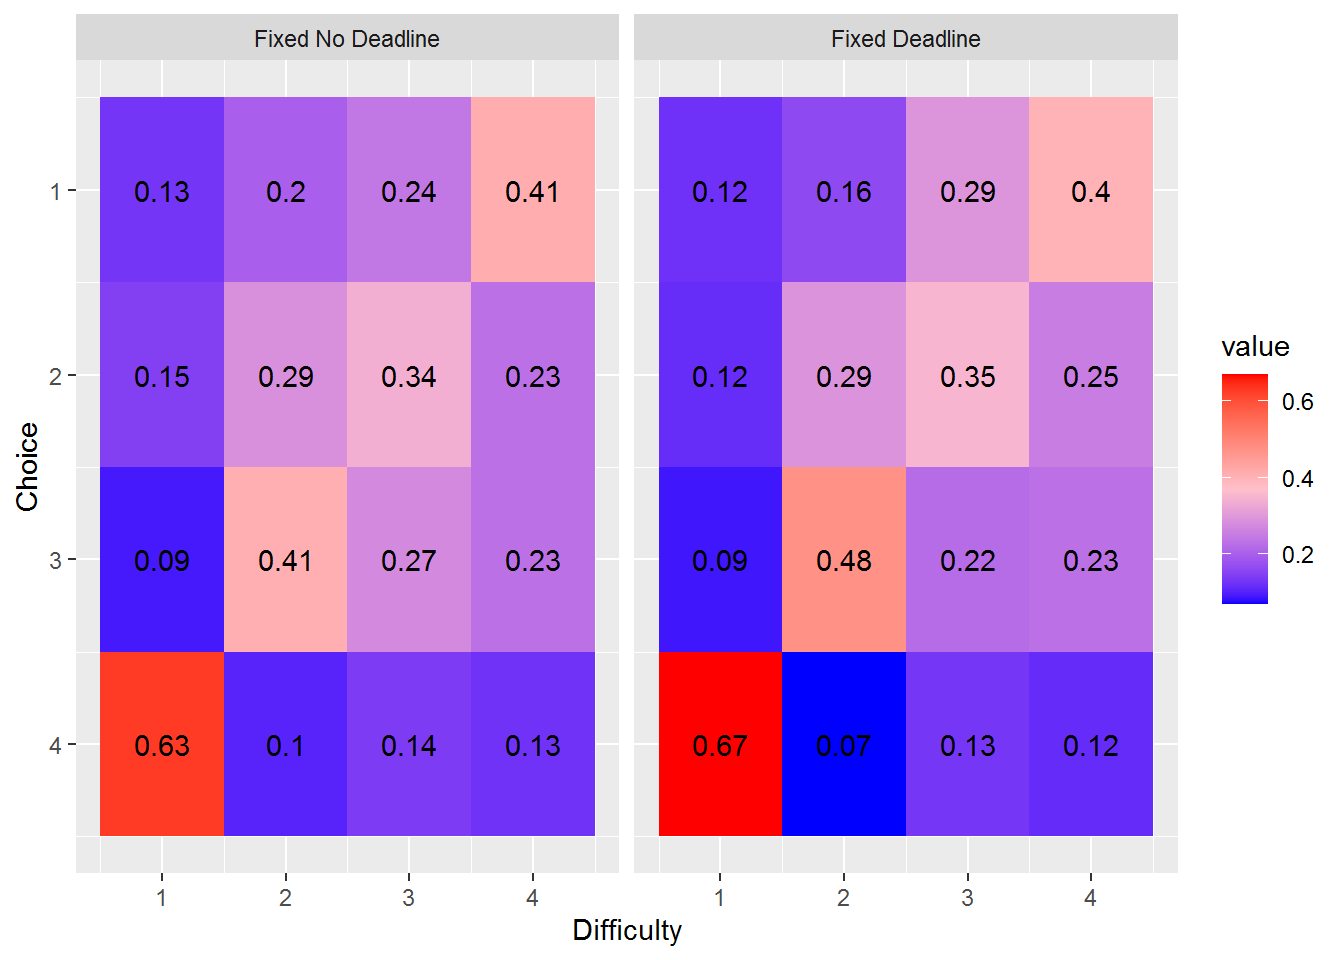 Fixed No Deadline
Fixed Deadline
Choice
1
0.13 0.2 0.24 0.41
0.12 0.16 0.29 0.4
2
0.15 0.29 0.34 0.23
0.12 0.29 0.35 0.25
3
0.09 0.41 0.27 0.23
0.09 0.48 0.22 0.23
4
0.63 0.1 0.14 0.13
0.67 0.07 0.13 0.12
1 2 3 4
1 2 3 4
Difficulty
value
0.6
0.4
0.2